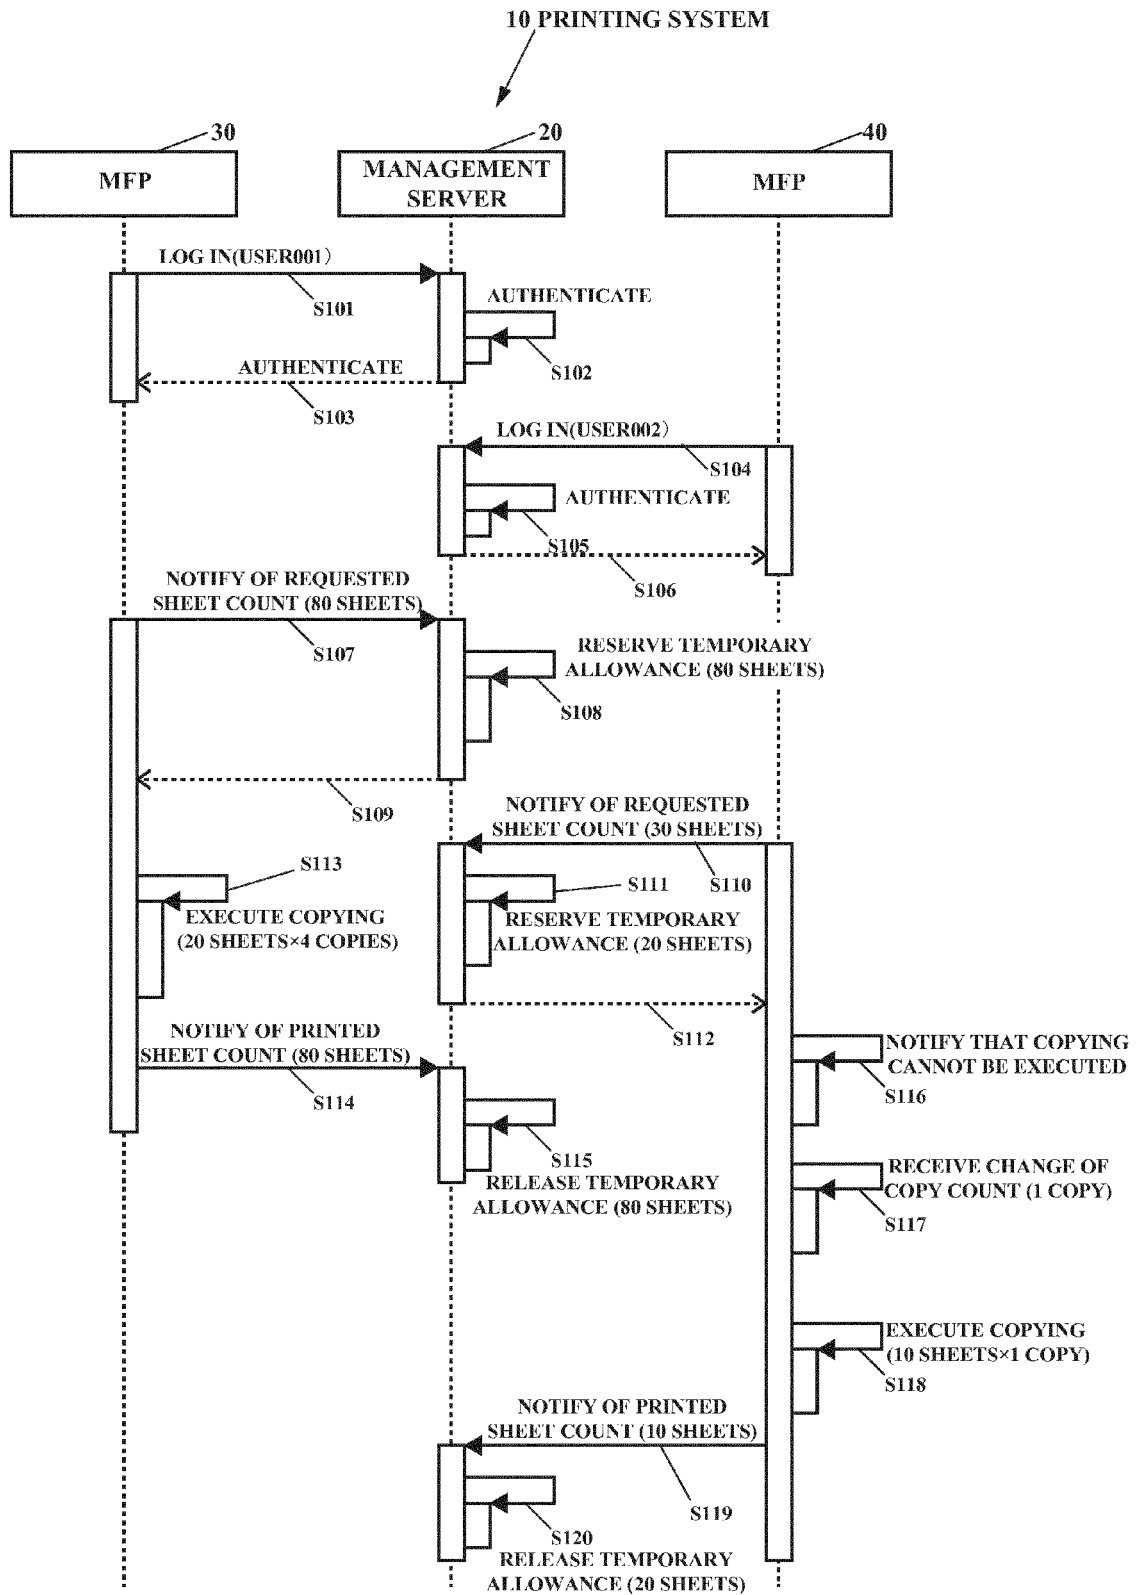 10 PRINTING SYSTEM
30
20
40
MFP
MANAGEMENT
SERVER
MFP
LOG IN(USER001)
S101
AUTHENTICATE
S102
AUTHENTICATE
S103
LOG IN(USER002)
S104
AUTHENTICATE
S105
S106
NOTIFY OF REQUESTED
SHEET COUNT (80 SHEETS)
S107
RESERVE TEMPORARY
ALLOWANCE (80 SHEETS)
S108
S109
NOTIFY OF REQUESTED
SHEET COUNT (30 SHEETS)
S110
S113
EXECUTE COPYING
(20 SHEETS×4 COPIES)
S111
RESERVE TEMPORARY
ALLOWANCE (20 SHEETS)
S112
NOTIFY OF PRINTED
SHEET COUNT (80 SHEETS)
S114
NOTIFY THAT COPYING
CANNOT BE EXECUTED
S116
S115
RELEASE TEMPORARY
ALLOWANCE (80 SHEETS)
RECEIVE CHANGE OF
COPY COUNT (1 COPY)
S117
EXECUTE COPYING
(10 SHEETS×1 COPY)
S118
NOTIFY OF PRINTED
SHEET COUNT (10 SHEETS)
S119
S120
RELEASE TEMPORARY
ALLOWANCE (20 SHEETS)